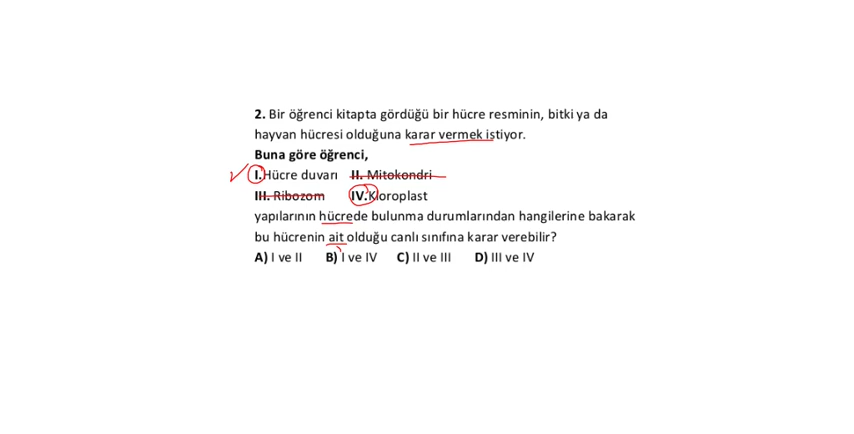 2. Bir öğrenci kitapta gördüğü bir hücre resminin, bitki ya da
hayvan hücresi olduğuna karar vermek istiyor.
Buna göre öğrenci,
I.Hücre duvarı II. Mitokondri
III. Ribozom IV.Kloroplast
yapılarının hücrede bulunma durumlarından hangilerine bakarak
bu hücrenin ait olduğu canlı sınıfına karar verebilir?
A) I ve II B) I ve IV C) II ve III D) III ve IV